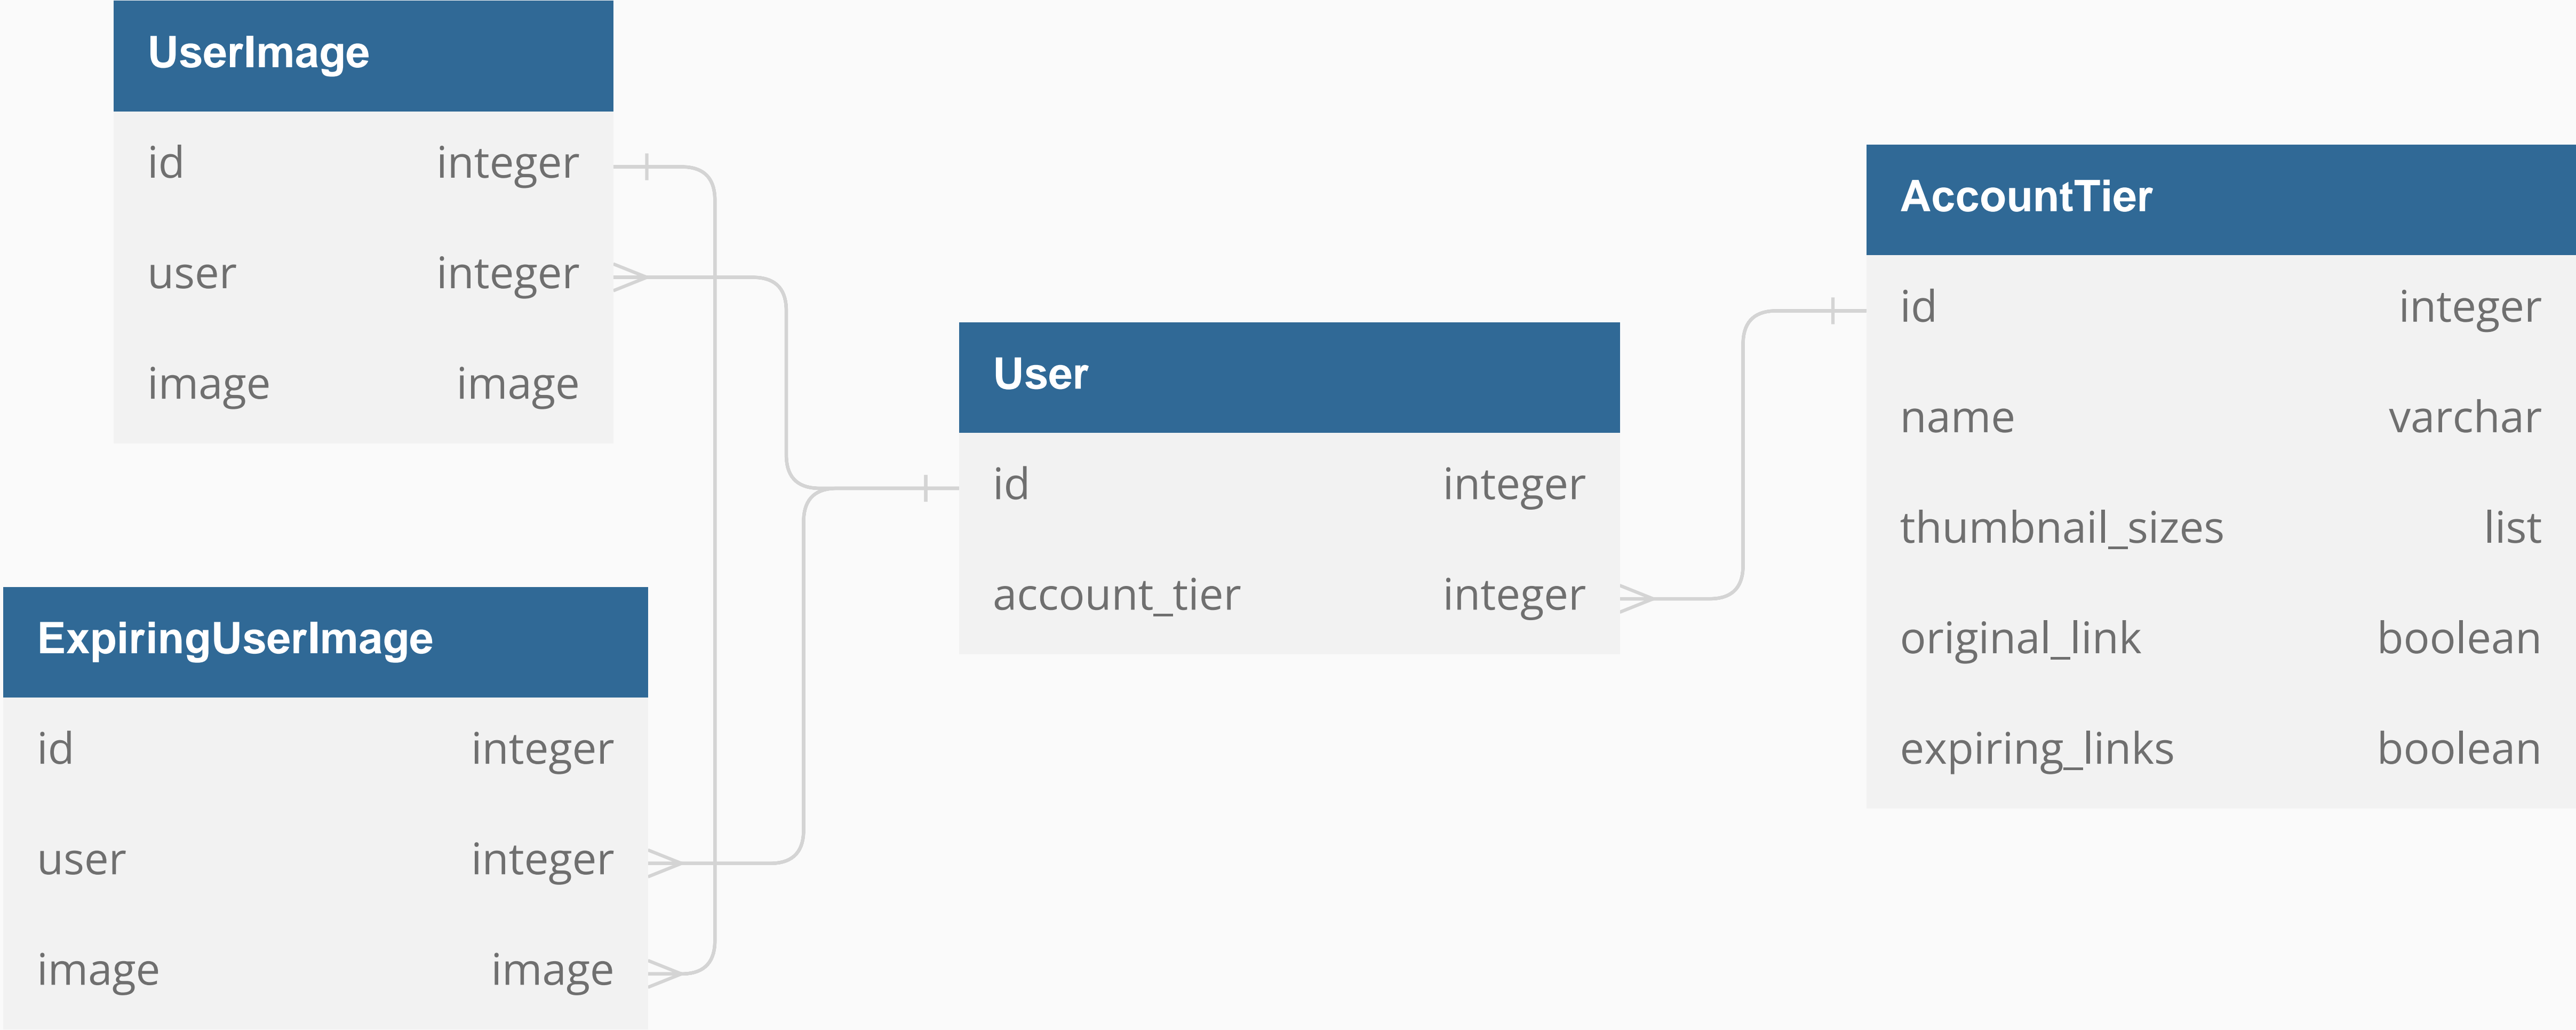 UserImage
id integer
user integer
image image
ExpiringUserImage
id integer
user integer
image image
User
id integer
account_tier integer
AccountTier
id integer
name varchar
thumbnail_sizes list
original_link boolean
expiring_links boolean